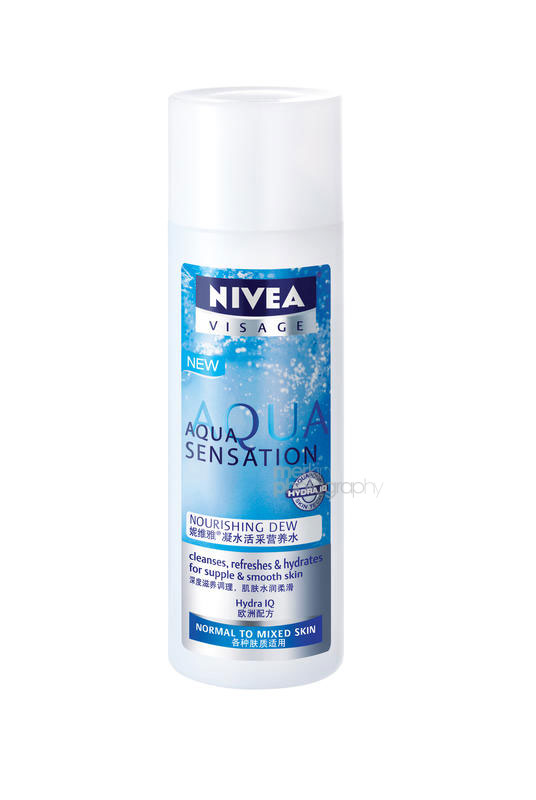 NIVEA
VISAGE
NEW
AQUA
AQUA
SENSATION
HYDRA IQ
NOURISHING DEW
妮维雅®凝水活采营养水
cleanses, refreshes & hydrates
for supple & smooth skin
深度滋养调理，肌肤水润柔滑
Hydra IQ
欧洲配方
NORMAL TO MIXED SKIN
各种肤质适用